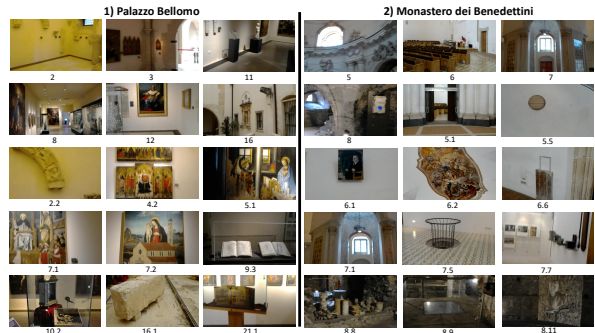 1) Palazzo Bellomo
2) Monastero dei Benedettini
2 3 11 5 6 7
8 12 16 8 5.1 5.5
2.2 4.2 5.1 6.1 6.2 6.6
7.1 7.2 9.3 7.1 7.5 7.7
10.2 16.1 21.1 8.8 8.9 8.11